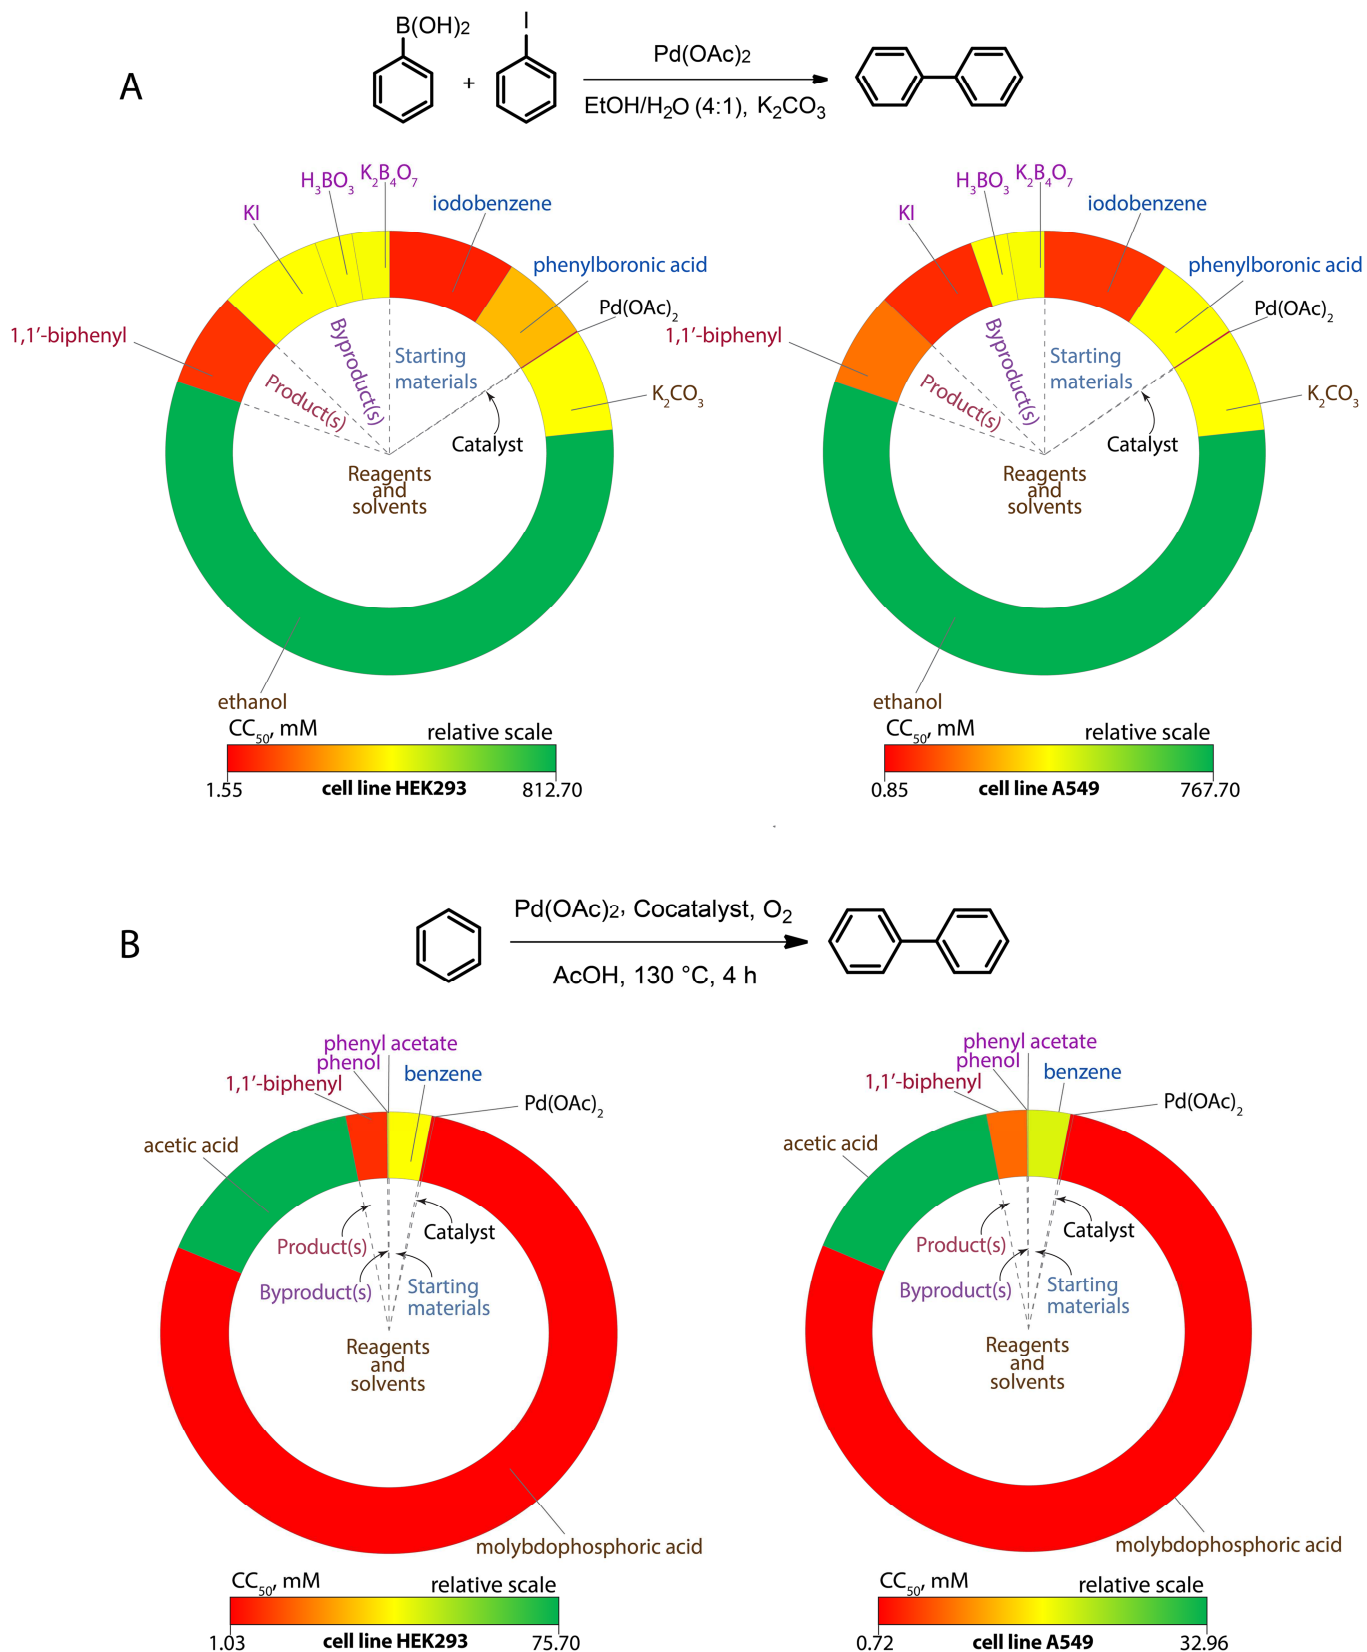 A
B(OH)2
I
+
Pd(OAc)2
EtOH/H2O (4:1), K2CO3
KI
H3BO3
K2B4O7
iodobenzene
phenylboronic acid
Pd(OAc)2
K2CO3
1,1′-biphenyl
Product(s)
Byproduct(s)
Starting
materials
Catalyst
Reagents
and
solvents
ethanol
CC50, mM
relative scale
1.55
cell line HEK293
812.70
KI
H3BO3
K2B4O7
iodobenzene
phenylboronic acid
Pd(OAc)2
K2CO3
1,1′-biphenyl
Product(s)
Byproduct(s)
Starting
materials
Catalyst
Reagents
and
solvents
ethanol
CC50, mM
relative scale
0.85
cell line A549
767.70
B
Pd(OAc)2, Cocatalyst, O2
AcOH, 130 °C, 4 h
phenyl acetate
phenol
1,1′-biphenyl
benzene
Pd(OAc)2
acetic acid
Catalyst
Product(s)
Byproduct(s)
Starting
materials
Reagents
and
solvents
molybdophosphoric acid
CC50, mM
relative scale
1.03
cell line HEK293
75.70
phenyl acetate
phenol
1,1′-biphenyl
benzene
Pd(OAc)2
acetic acid
Catalyst
Product(s)
Byproduct(s)
Starting
materials
Reagents
and
solvents
molybdophosphoric acid
CC50, mM
relative scale
0.72
cell line A549
32.96